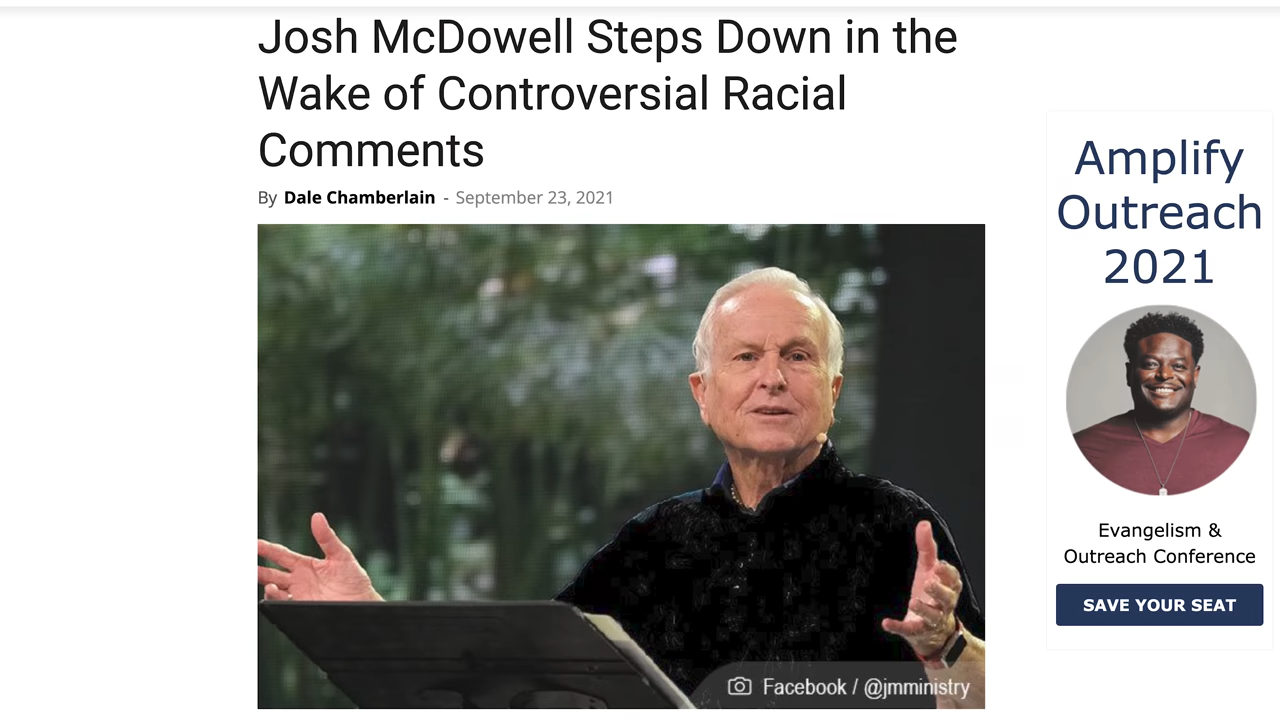 Josh McDowell Steps Down in the
Wake of Controversial Racial
Comments
By Dale Chamberlain - September 23, 2021
Facebook / @jmministry
Amplify
Outreach
2021
Evangelism &
Outreach Conference
SAVE YOUR SEAT